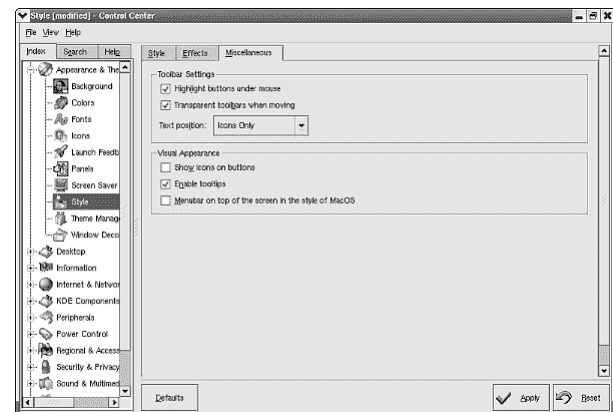 Style [modified] - Control Center
File View Help
Index Search Help
Appearance & The
Background
Colors
Fonts
Icons
Launch Feedb
Panels
Screen Saver
Style
Theme Manag
Window Deco
Desktop
Information
Internet & Networ
KDE Components
Peripherals
Power Control
Regional & Access
Security & Privacy
Sound & Multimed
Style Effects Miscellaneous
Toolbar Settings
Highlight buttons under mouse
Transparent toolbars when moving
Text position: Icons Only
Visual Appearance
Show icons on buttons
Enable tooltips
Menubar on top of the screen in the style of MacOS
Defaults Apply Reset